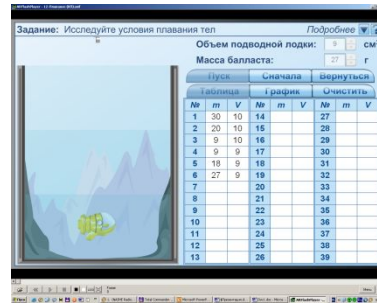 Задание: Исследуйте условия плавания тел
Подробнее
Объем подводной лодки: 9 см
Масса балласта: 27 г
Пуск Сначала Вернуться
Таблица График Очистить
№ m V № m V № m V
1 30 10 14 27
2 20 10 15 28
3 9 10 16 29
4 9 9 17 30
5 18 9 18 31
6 27 9 19 32
7 20 33
8 21 34
9 22 35
10 23 36
11 24 37
12 25 38
13 26 39